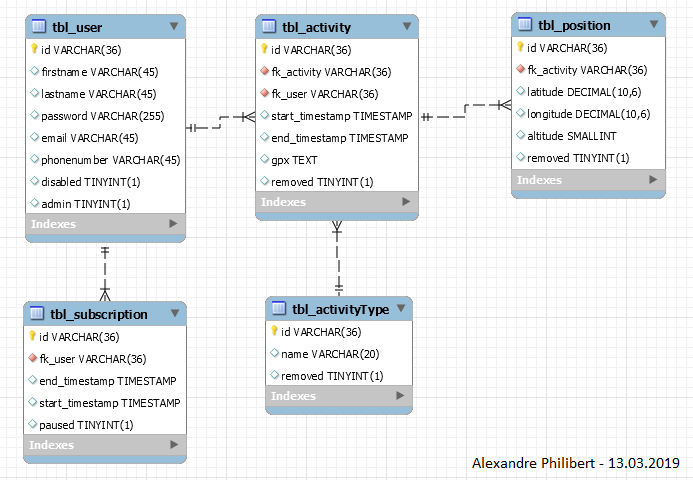 tbl_user
id VARCHAR(36)
firstname VARCHAR(45)
lastname VARCHAR(45)
password VARCHAR(255)
email VARCHAR(45)
phonenumber VARCHAR(45)
disabled TINYINT(1)
admin TINYINT(1)
Indexes
tbl_activity
id VARCHAR(36)
fk_activity VARCHAR(36)
fk_user VARCHAR(36)
start_timestamp TIMESTAMP
end_timestamp TIMESTAMP
gpx TEXT
removed TINYINT(1)
Indexes
tbl_position
id VARCHAR(36)
fk_activity VARCHAR(36)
latitude DECIMAL(10,6)
longitude DECIMAL(10,6)
altitude SMALLINT
removed TINYINT(1)
Indexes
tbl_subscription
id VARCHAR(36)
fk_user VARCHAR(36)
end_timestamp TIMESTAMP
start_timestamp TIMESTAMP
paused TINYINT(1)
Indexes
tbl_activityType
id VARCHAR(36)
name VARCHAR(20)
removed TINYINT(1)
Indexes
Alexandre Philibert - 13.03.2019